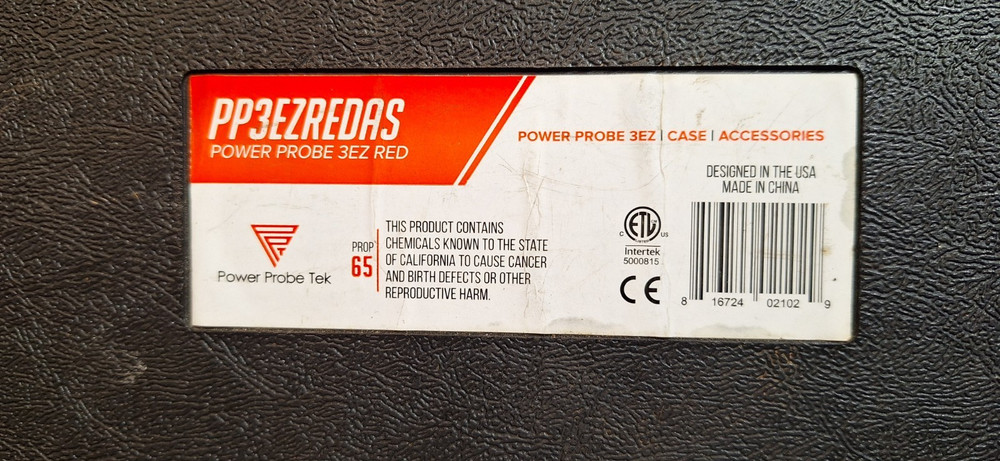 PP3EZREDAS
POWER PROBE 3EZ RED
POWER PROBE 3EZ | CASE | ACCESSORIES
DESIGNED IN THE USA
MADE IN CHINA
Power Probe Tek
PROP
65
THIS PRODUCT CONTAINS
CHEMICALS KNOWN TO THE STATE
OF CALIFORNIA TO CAUSE CANCER
AND BIRTH DEFECTS OR OTHER
REPRODUCTIVE HARM.
C ETL US
LISTED
Intertek
5000815
CE
8 16724 02102 9